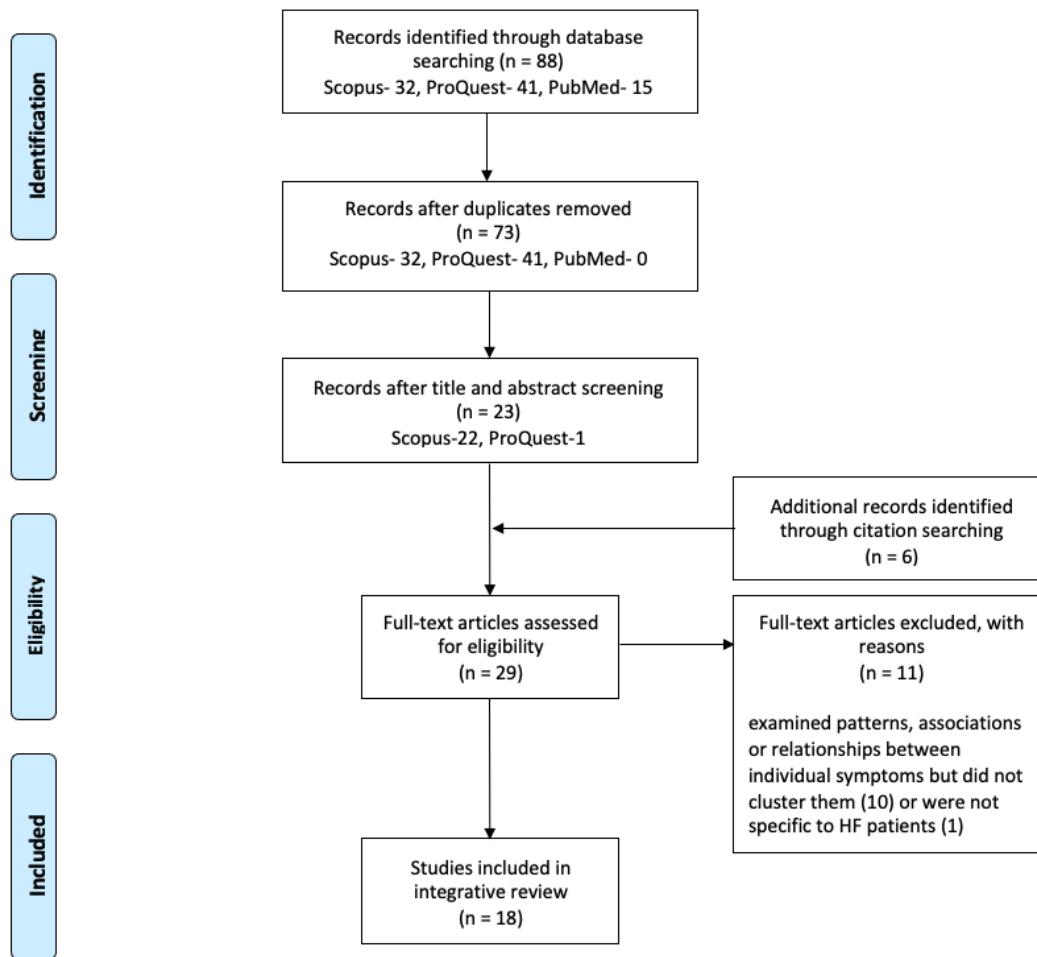 Identification
Records identified through database
searching (n = 88)
Scopus- 32, ProQuest- 41, PubMed- 15
Records after duplicates removed
(n = 73)
Scopus- 32, ProQuest- 41, PubMed- 0
Screening
Records after title and abstract screening
(n = 23)
Scopus-22, ProQuest-1
Additional records identified
through citation searching
(n = 6)
Eligibility
Full-text articles assessed
for eligibility
(n = 29)
Full-text articles excluded, with
reasons
(n = 11)
examined patterns, associations
or relationships between
individual symptoms but did not
cluster them (10) or were not
specific to HF patients (1)
Included
Studies included in
integrative review
(n = 18)